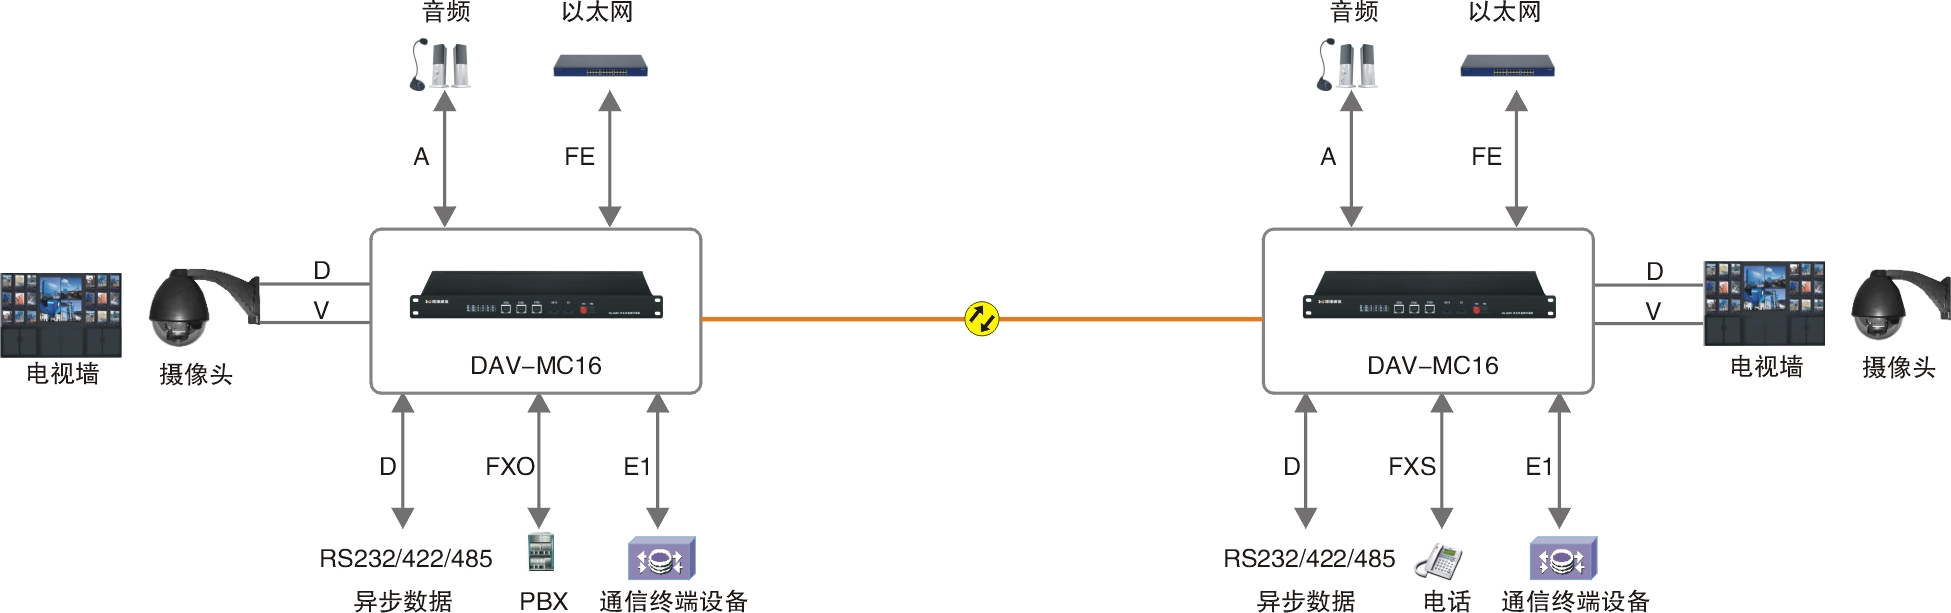 音频
以太网
音频
以太网
A
FE
A
FE
D
V
D
V
DAV-MC16
DAV-MC16
电视墙
摄像头
电视墙
摄像头
D
FXO
E1
D
FXS
E1
RS232/422/485
RS232/422/485
异步数据
PBX
通信终端设备
异步数据
电话
通信终端设备